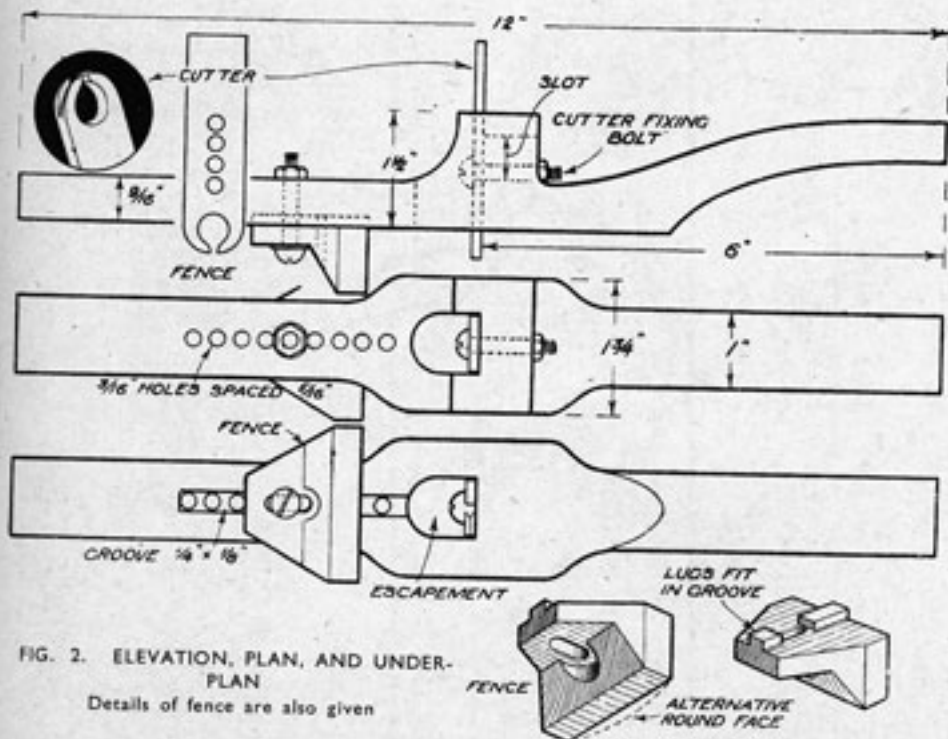 12"
CUTTER
SLOT
CUTTER FIXING
BOLT
1½"
9/16"
FENCE
6"
3/16" HOLES SPACED 5/16"
1¾"
1"
FENCE
GROOVE ¼" x ⅛"
ESCAPEMENT
LUGS FIT
IN GROOVE
FENCE
ALTERNATIVE
ROUND FACE
FIG. 2. ELEVATION, PLAN, AND UNDER-
PLAN
Details of fence are also given